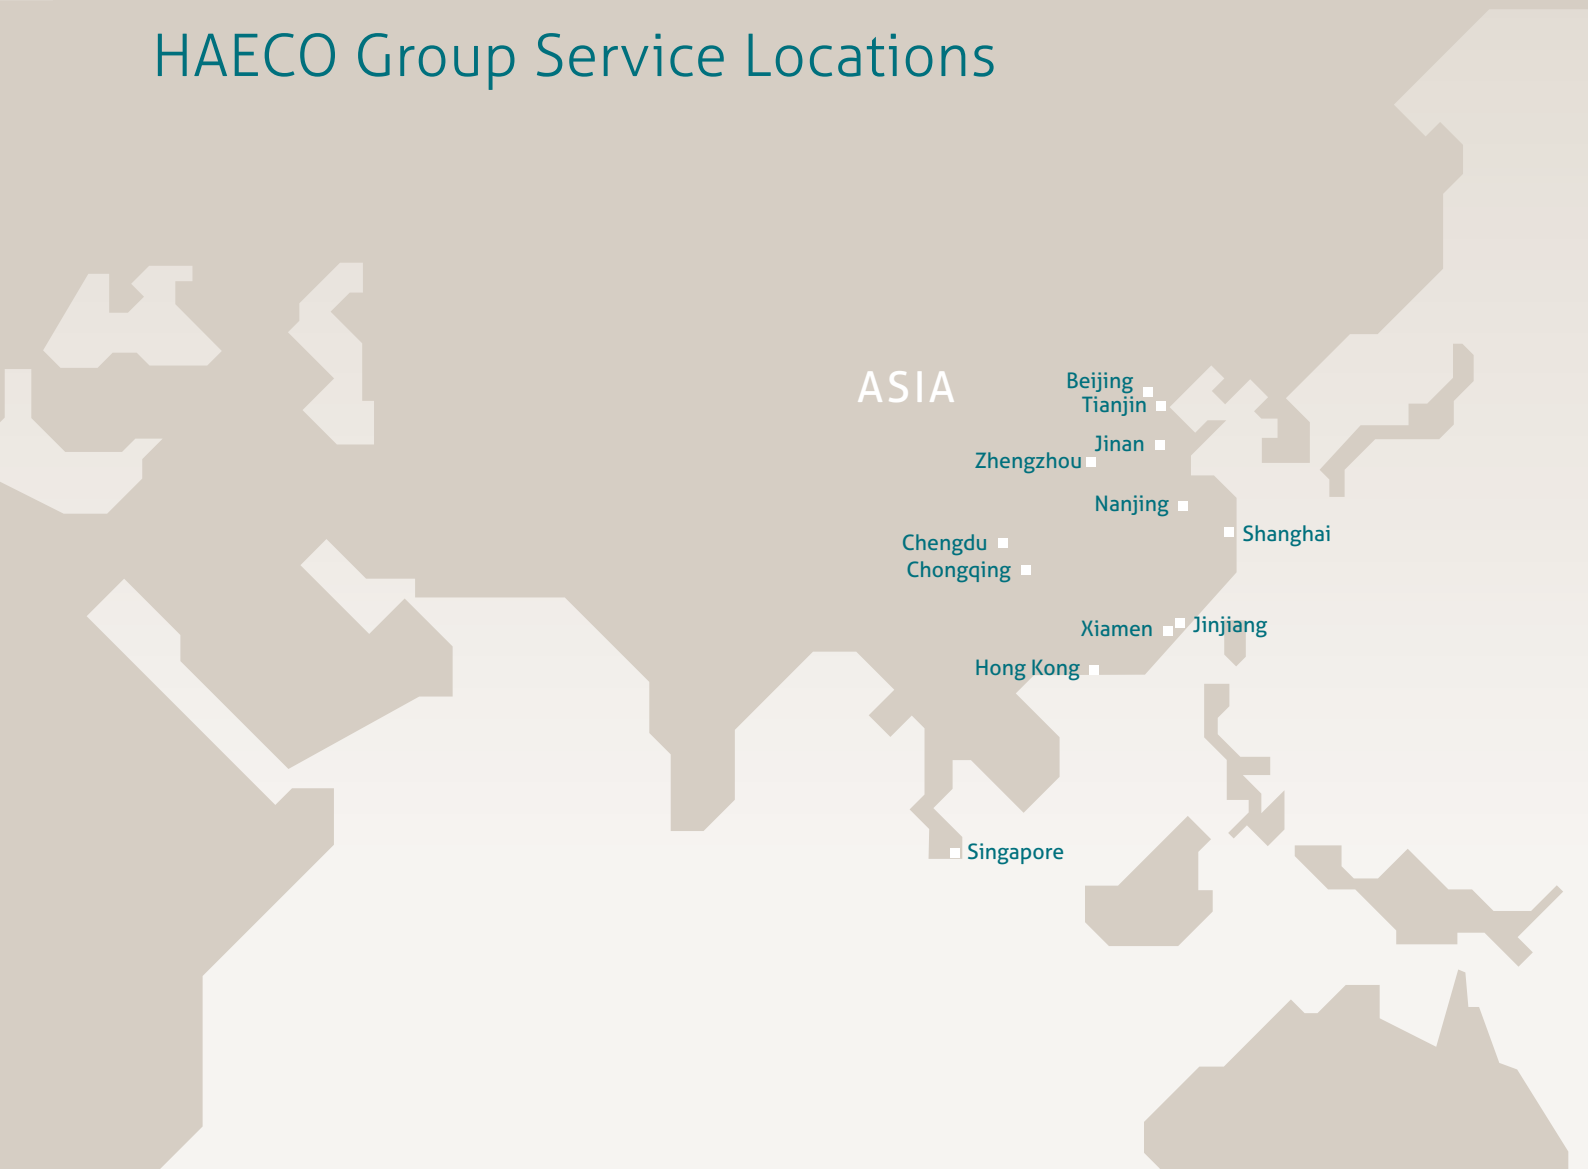 HAECO Group Service Locations
ASIA
Beijing
Tianjin
Jinan
Zhengzhou
Nanjing
Shanghai
Chengdu
Chongqing
Xiamen
Jinjiang
Hong Kong
Singapore